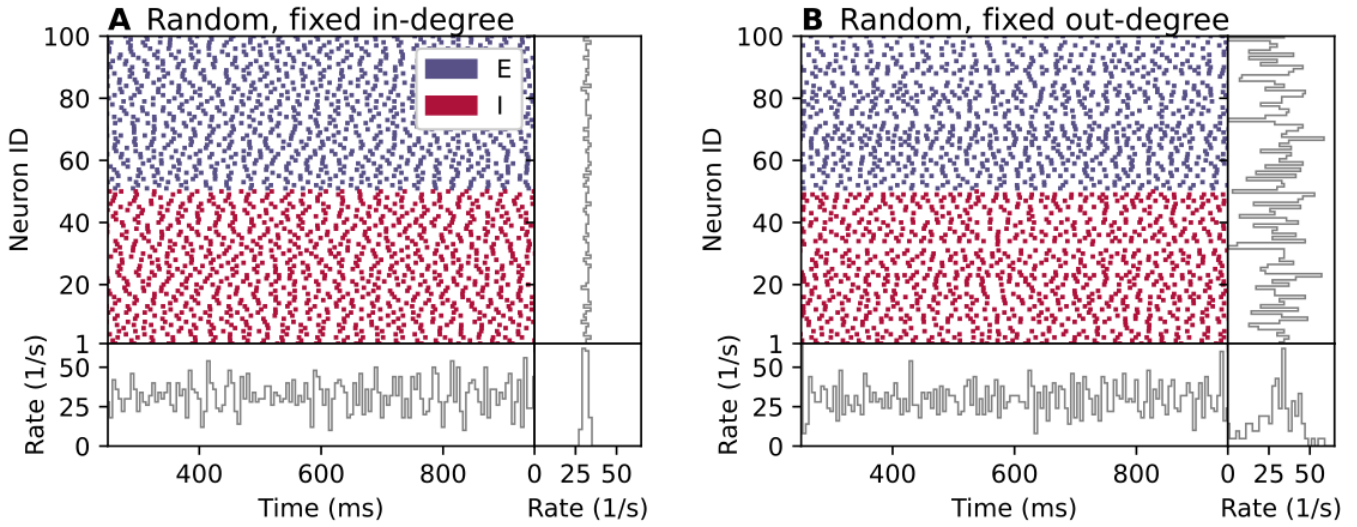 A Random, fixed in-degree
100
80
60
40
20
1
Neuron ID
E
I
50
25
0
Rate (1/s)
400
600
800
Time (ms)
0
25
50
Rate (1/s)
B Random, fixed out-degree
100
80
60
40
20
1
Neuron ID
50
25
0
Rate (1/s)
400
600
800
Time (ms)
0
25
50
Rate (1/s)